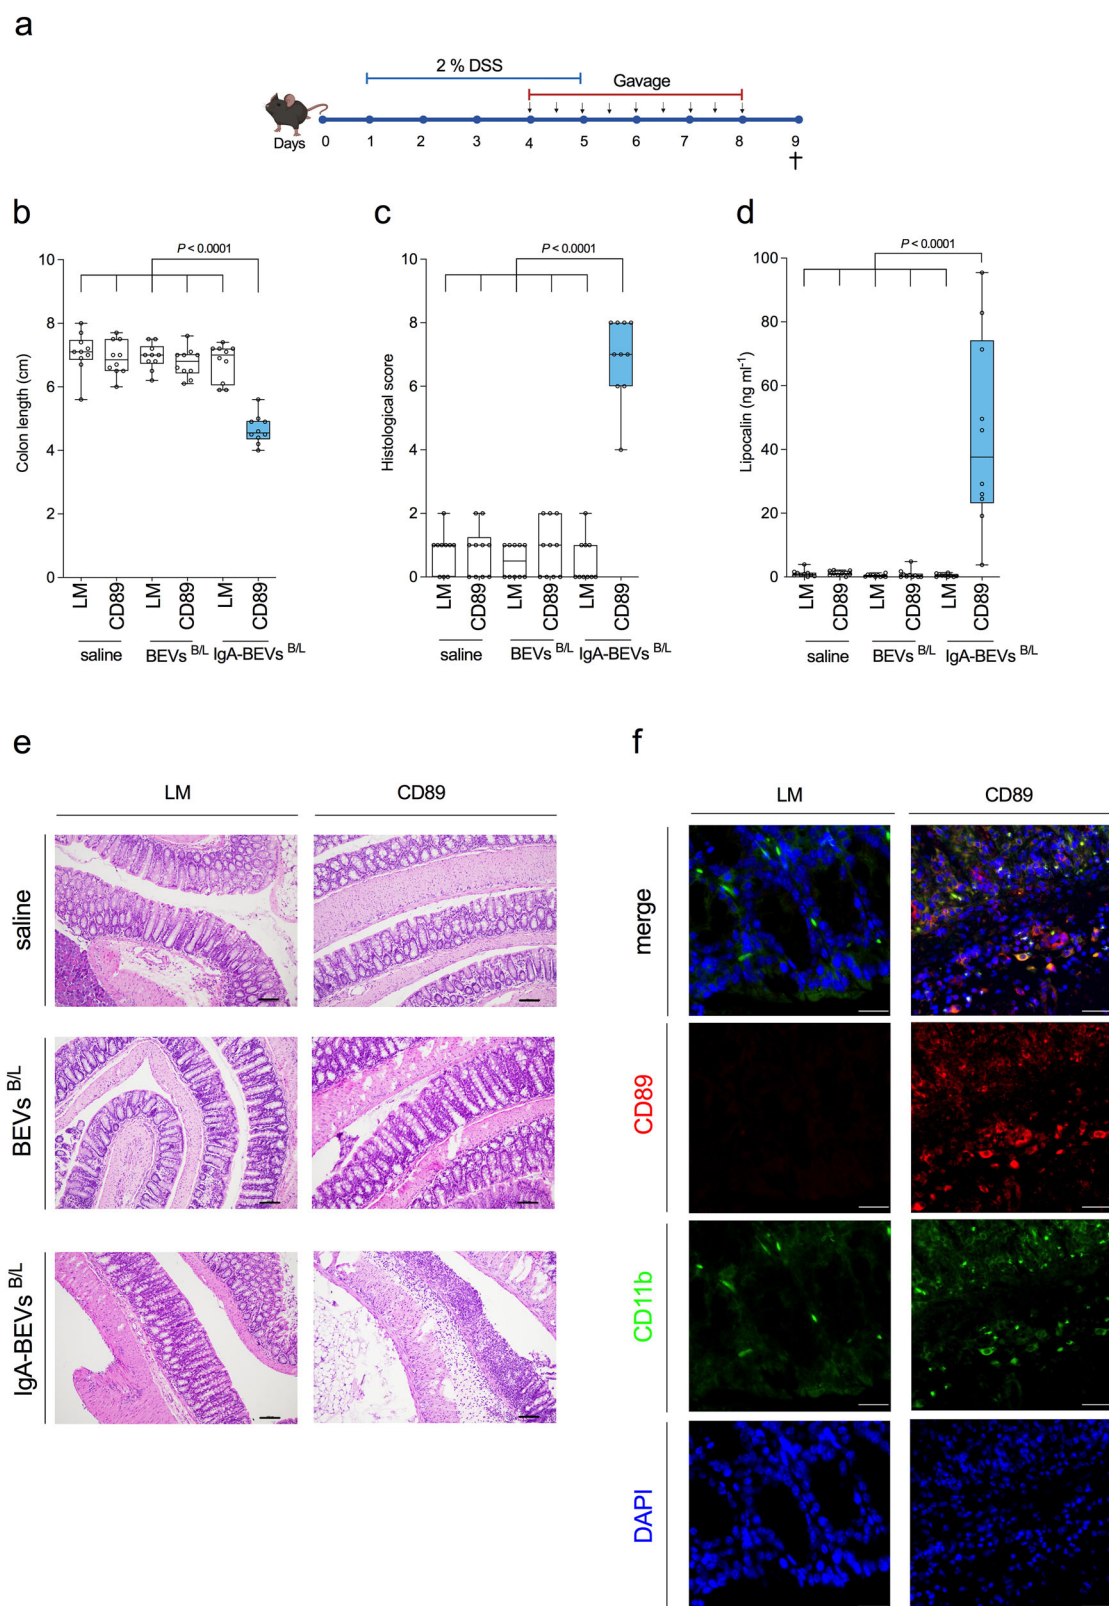 a
2 % DSS
Gavage
Days
0 1 2 3 4 5 6 7 8 9
†
b
P < 0.0001
Colon length (cm)
10
8
6
4
2
0
LM
CD89
LM
CD89
LM
CD89
saline
BEVs B/L
IgA-BEVs B/L
c
P < 0.0001
Histological score
10
8
6
4
2
0
LM
CD89
LM
CD89
LM
CD89
saline
BEVs B/L
IgA-BEVs B/L
d
P < 0.0001
Lipocalin (ng ml-1)
100
80
60
40
20
0
LM
CD89
LM
CD89
LM
CD89
saline
BEVs B/L
IgA-BEVs B/L
e
LM
CD89
saline
BEVs B/L
IgA-BEVs B/L
f
LM
CD89
merge
CD89
CD11b
DAPI